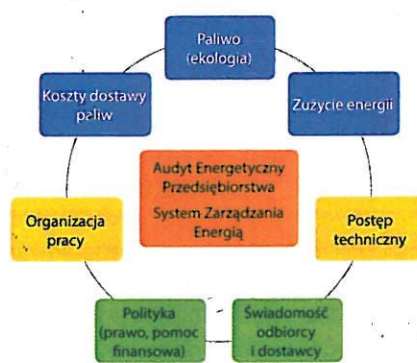 Paliwo
(ekologia)
Koszty dostawy
paliw
Zużycie energii
Audyt Energetyczny
Przedsiębiorstwa
System Zarządzania
Energią
Organizacja
pracy
Postęp
techniczny
Polityka
(prawo, pomoc
finansowa)
Świadomość
odbiorcy
i dostawcy